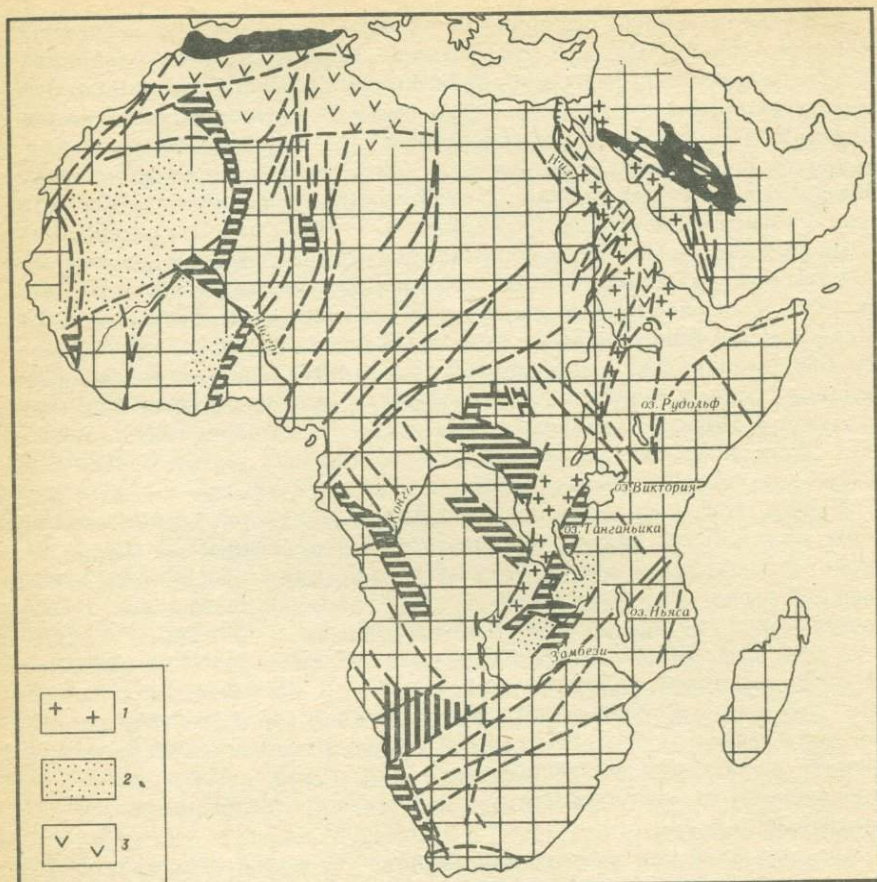 Нил
Нигер
оз. Рудольф
оз. Виктория
Конго
оз. Танганьика
оз. Ньяса
Замбези
1
2
3